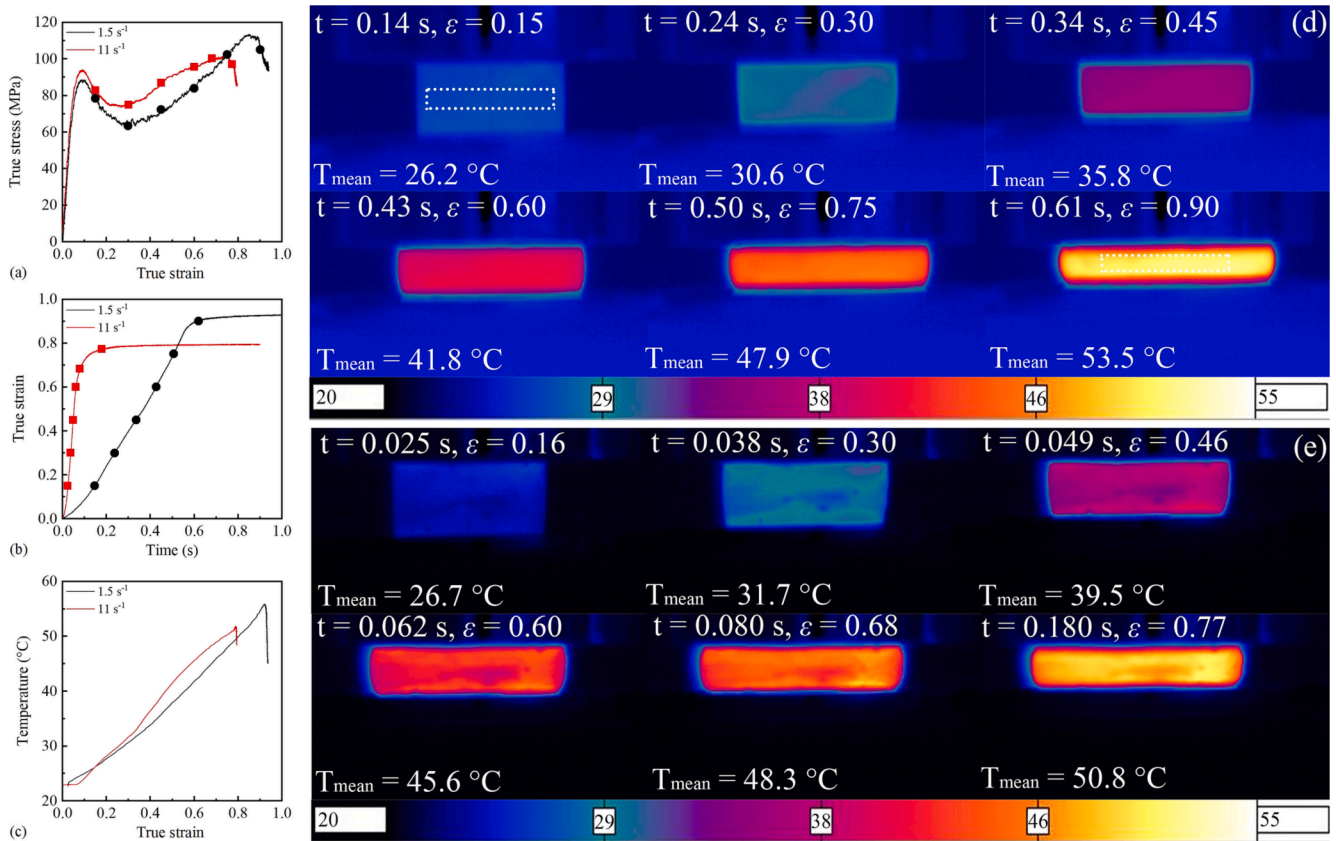 120
100
80
60
40
20
0
True stress (MPa)
1.5 s⁻¹
11 s⁻¹
0.0 0.2 0.4 0.6 0.8 1.0
True strain
(a)
1.0
0.8
0.6
0.4
0.2
0.0
True strain
1.5 s⁻¹
11 s⁻¹
0.0 0.2 0.4 0.6 0.8 1.0
Time (s)
(b)
60
50
40
30
20
Temperature (°C)
1.5 s⁻¹
11 s⁻¹
0.0 0.2 0.4 0.6 0.8 1.0
True strain
(c)
t = 0.14 s, ε = 0.15
t = 0.24 s, ε = 0.30
t = 0.34 s, ε = 0.45
(d)
Tmean = 26.2 °C
Tmean = 30.6 °C
Tmean = 35.8 °C
t = 0.43 s, ε = 0.60
t = 0.50 s, ε = 0.75
t = 0.61 s, ε = 0.90
Tmean = 41.8 °C
Tmean = 47.9 °C
Tmean = 53.5 °C
20 29 38 46 55
t = 0.025 s, ε = 0.16
t = 0.038 s, ε = 0.30
t = 0.049 s, ε = 0.46
(e)
Tmean = 26.7 °C
Tmean = 31.7 °C
Tmean = 39.5 °C
t = 0.062 s, ε = 0.60
t = 0.080 s, ε = 0.68
t = 0.180 s, ε = 0.77
Tmean = 45.6 °C
Tmean = 48.3 °C
Tmean = 50.8 °C
20 29 38 46 55